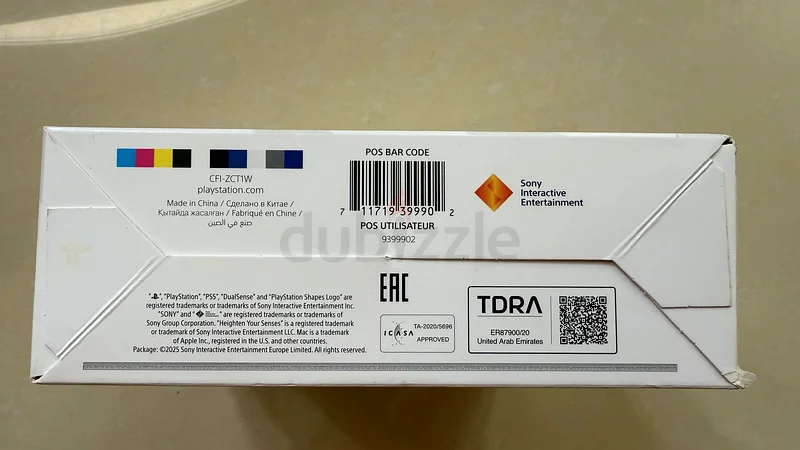 CFI-ZCT1W
playstation.com
Made in China / Сделано в Китае /
Қытайда жасалған / Fabriqué en Chine /
صنع في الصين
POS BAR CODE
7 11719 39990 2
POS UTILISATEUR
9399902
Sony
Interactive
Entertainment
dubizzle
"PlayStation", "PS5", "DualSense" and "PlayStation Shapes Logo" are
registered trademarks or trademarks of Sony Interactive Entertainment Inc.
"SONY" and " " are registered trademarks or trademarks of
Sony Group Corporation. "Heighten Your Senses" is a registered trademark
or trademark of Sony Interactive Entertainment LLC. Mac is a trademark
of Apple Inc., registered in the U.S. and other countries.
Package: ©2025 Sony Interactive Entertainment Europe Limited. All rights reserved.
EAC
ICASA
TA-2020/5696
APPROVED
TDRA
ER87900/20
United Arab Emirates